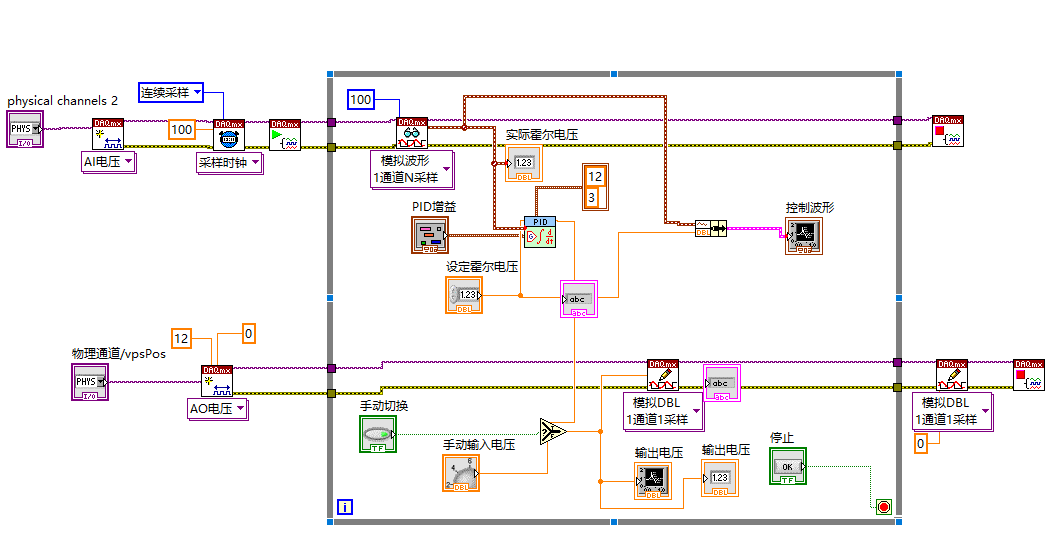 physical channels 2
PHYS
I/O
DAQmx
AI电压
连续采样
100
DAQmx
采样时钟
DAQmx
100
DAQmx
模拟波形
1通道N采样
实际霍尔电压
1.23
DBL
12
3
PID增益
PID
设定霍尔电压
1.23
DBL
abc
abc
DBL
控制波形
DAQmx
物理通道/vpsPos
PHYS
I/O
12
0
DAQmx
AO电压
手动切换
TF
手动输入电压
DBL
DAQmx
模拟DBL
1通道1采样
abc
abc
输出电压
DBL
输出电压
1.23
DBL
停止
OK
TF
i
DAQmx
模拟DBL
1通道1采样
0
DAQmx